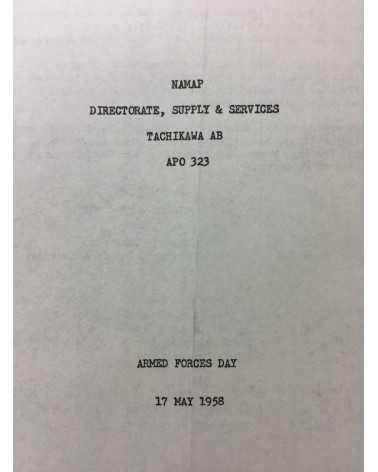 NAMAP
DIRECTORATE, SUPPLY & SERVICES
TACHIKAWA AB
APO 323
ARMED FORCES DAY
17 MAY 1958